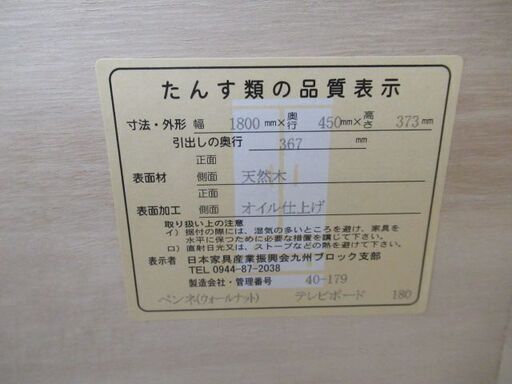 たんす類の品質表示
寸法・外形 幅 1800mm×奥行 450mm×高さ 373mm
引出しの奥行 367 mm
正面
表面材 側面 天然木
正面
表面加工 側面 オイル仕上げ
取り扱い上の注意
イ）据付の際には、湿気の多いところを避け、家具を
水平に保つために必要な措置を講じて下さい。
ロ）直射日光又は、ストーブなどの熱を避けて下さい。
表示者 日本家具産業振興会九州ブロック支部
TEL 0944-87-2038
製造会社・管理番号 40-179
ペンネ(ウォールナット) テレビボード 180